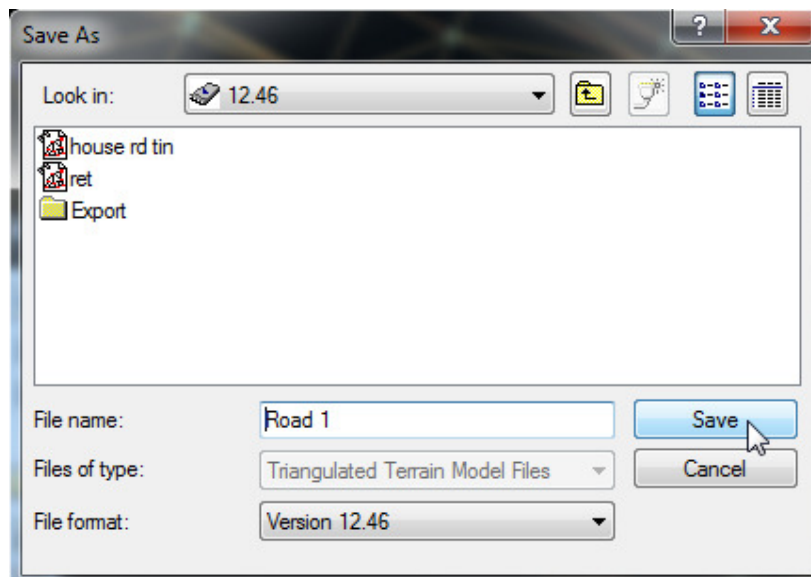 Save As
Look in: 12.46
house rd tin
ret
Export
File name: Road 1 Save
Files of type: Triangulated Terrain Model Files Cancel
File format: Version 12.46